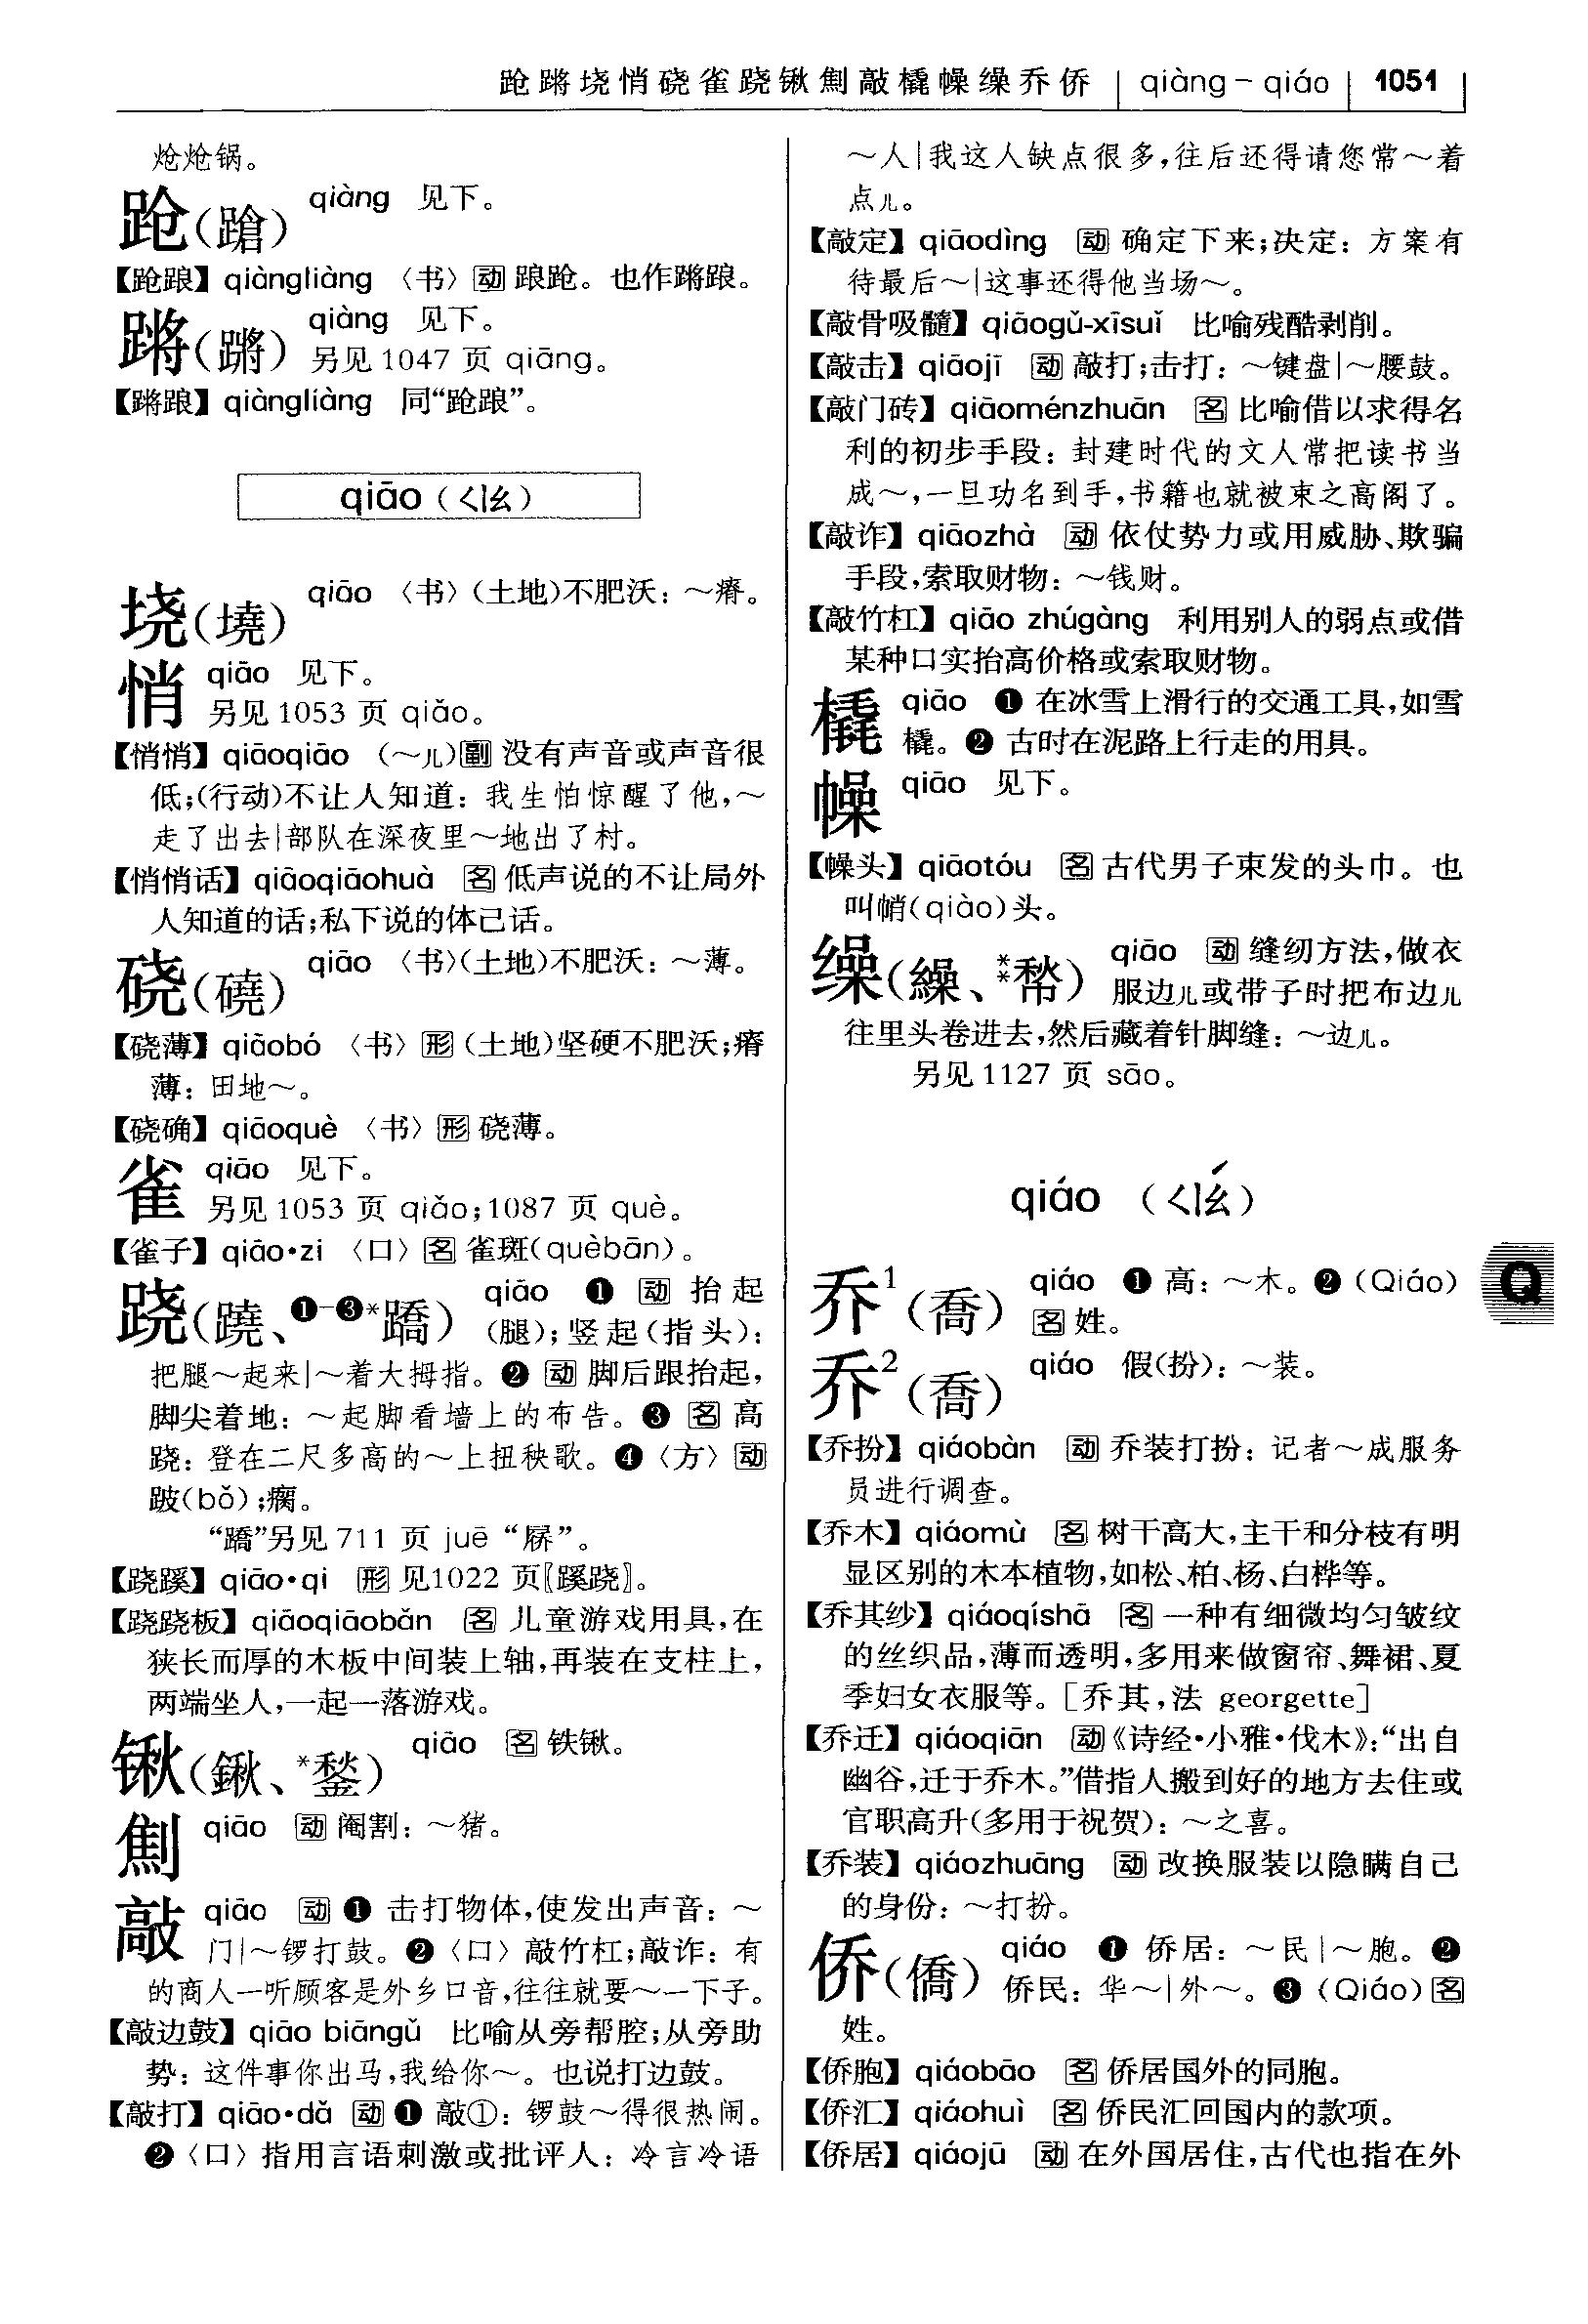 跄蹡墝悄硗雀跷锹劁敲橇幧缲乔侨 qiàng－qiáo 1051
炝炝锅。
跄（蹌） qiàng 见下。
【跄踉】qiàngliàng 〈书〉动 踉跄。也作蹡踉。
蹡（蹡） qiàng 见下。
另见1047 页 qiāng。
【蹡踉】qiàngliàng 同“跄踉”。
qiāo（ㄑㄧㄠ）
墝（墝） qiāo 〈书〉（土地）不肥沃：～瘠。
悄 qiāo 见下。
另见1053 页 qiǎo。
【悄悄】qiāoqiāo （～儿）副 没有声音或声音很
低；（行动）不让人知道：我生怕惊醒了他，～
走了出去｜部队在深夜里～地出了村。
【悄悄话】qiāoqiāohuà 名 低声说的不让局外
人知道的话；私下说的体己话。
硗（磽） qiāo 〈书〉（土地）不肥沃：～薄。
【硗薄】qiāobó 〈书〉形（土地）坚硬不肥沃；瘠
薄：田地～。
【硗确】qiāoquè 〈书〉形 硗薄。
雀 qiāo 见下。
另见1053 页 qiǎo；1087 页 què。
【雀子】qiāo•zi 〈口〉名 雀斑（quèbān）。
跷（蹺、❶－❸*蹻） qiāo ❶ 动 抬起
（腿）；竖起（指头）：
把腿～起来｜～着大拇指。❷ 动 脚后跟抬起，
脚尖着地：～起脚看墙上的布告。❸ 名 高
跷：登在二尺多高的～上扭秧歌。❹〈方〉动
跛（bǒ）；瘸。
“蹻”另见711 页 juē “屩”。
【跷蹊】qiāo•qi 形 见1022 页〖蹊跷〗。
【跷跷板】qiāoqiāobǎn 名 儿童游戏用具，在
狭长而厚的木板中间装上轴，再装在支柱上，
两端坐人，一起一落游戏。
锹（鍬、*鍫） qiāo 名 铁锹。
劁 qiāo 动 阉割：～猪。
敲 qiāo 动 ❶ 击打物体，使发出声音：～
门｜～锣打鼓。❷〈口〉敲竹杠；敲诈：有
的商人一听顾客是外乡口音，往往就要～一下子。
【敲边鼓】qiāo biāngǔ 比喻从旁帮腔；从旁助
势：这件事你出马，我给你～。也说打边鼓。
【敲打】qiāo•dǎ 动 ❶ 敲①：锣鼓～得很热闹。
❷〈口〉指用言语刺激或批评人：冷言冷语
～人｜我这人缺点很多，往后还得请您常～着
点儿。
【敲定】qiāodìng 动 确定下来；决定：方案有
待最后～｜这事还得他当场～。
【敲骨吸髓】qiāogǔ-xīsuǐ 比喻残酷剥削。
【敲击】qiāojī 动 敲打；击打：～键盘｜～腰鼓。
【敲门砖】qiāoménzhuān 名 比喻借以求得名
利的初步手段：封建时代的文人常把读书当
成～，一旦功名到手，书籍也就被束之高阁了。
【敲诈】qiāozhà 动 依仗势力或用威胁、欺骗
手段，索取财物：～钱财。
【敲竹杠】qiāo zhúgàng 利用别人的弱点或借
某种口实抬高价格或索取财物。
橇 qiāo ❶ 在冰雪上滑行的交通工具，如雪
橇。❷ 古时在泥路上行走的用具。
幧 qiāo 见下。
【幧头】qiāotóu 名 古代男子束发的头巾。也
叫帩（qiào）头。
缲（繰、**幓） qiāo 动 缝纫方法，做衣
服边儿或带子时把布边儿
往里头卷进去，然后藏着针脚缝：～边儿。
另见1127 页 sāo。
qiáo （ㄑㄧㄠˊ）
乔¹（喬） qiáo ❶ 高：～木。❷（Qiáo）
名 姓。
乔²（喬） qiáo 假（扮）：～装。
【乔扮】qiáobàn 动 乔装打扮：记者～成服务
员进行调查。
【乔木】qiáomù 名 树干高大，主干和分枝有明
显区别的木本植物，如松、柏、杨、白桦等。
【乔其纱】qiáoqíshā 名 一种有细微均匀皱纹
的丝织品，薄而透明，多用来做窗帘、舞裙、夏
季妇女衣服等。［乔其，法 georgette］
【乔迁】qiáoqiān 动《诗经•小雅•伐木》：“出自
幽谷，迁于乔木。”借指人搬到好的地方去住或
官职高升（多用于祝贺）：～之喜。
【乔装】qiáozhuāng 动 改换服装以隐瞒自己
的身份：～打扮。
侨（僑） qiáo ❶ 侨居：～民｜～胞。❷
侨民：华～｜外～。❸（Qiáo）名
姓。
【侨胞】qiáobāo 名 侨居国外的同胞。
【侨汇】qiáohuì 名 侨民汇回国内的款项。
【侨居】qiáojū 动 在外国居住，古代也指在外
Q